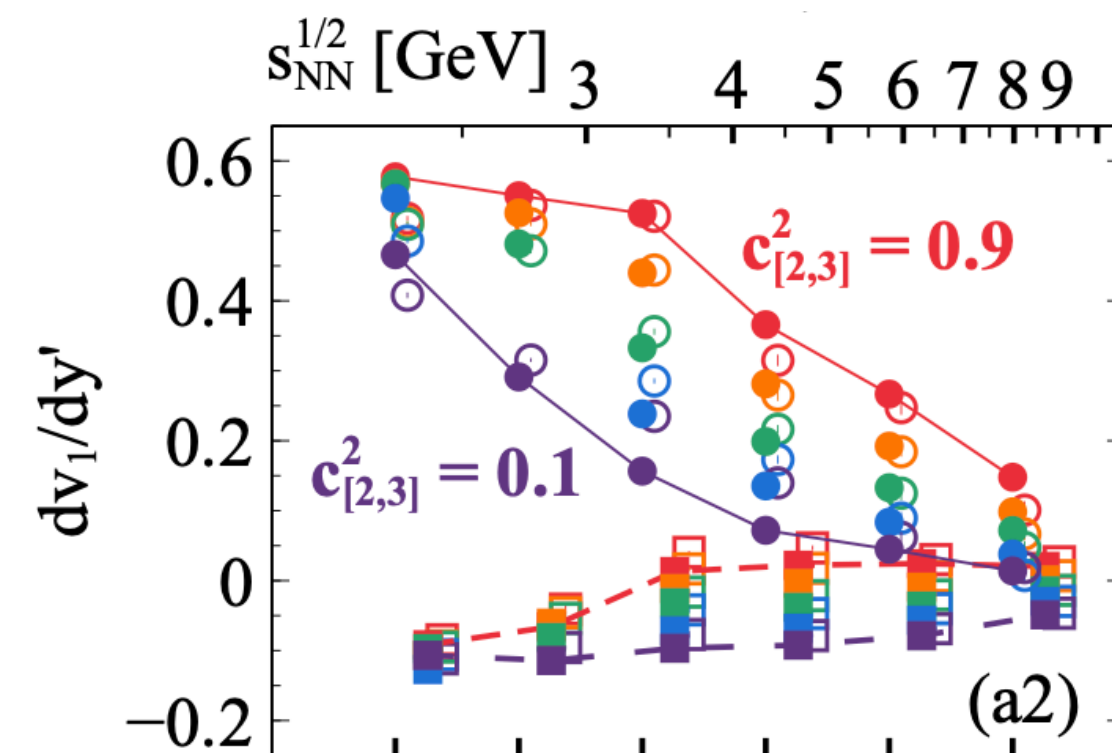 s_NN^1/2 [GeV]
3 4 5 6 7 8 9
0.6
c²_[2,3] = 0.9
0.4
dv₁/dy'
0.2
c²_[2,3] = 0.1
0
(a2)
−0.2